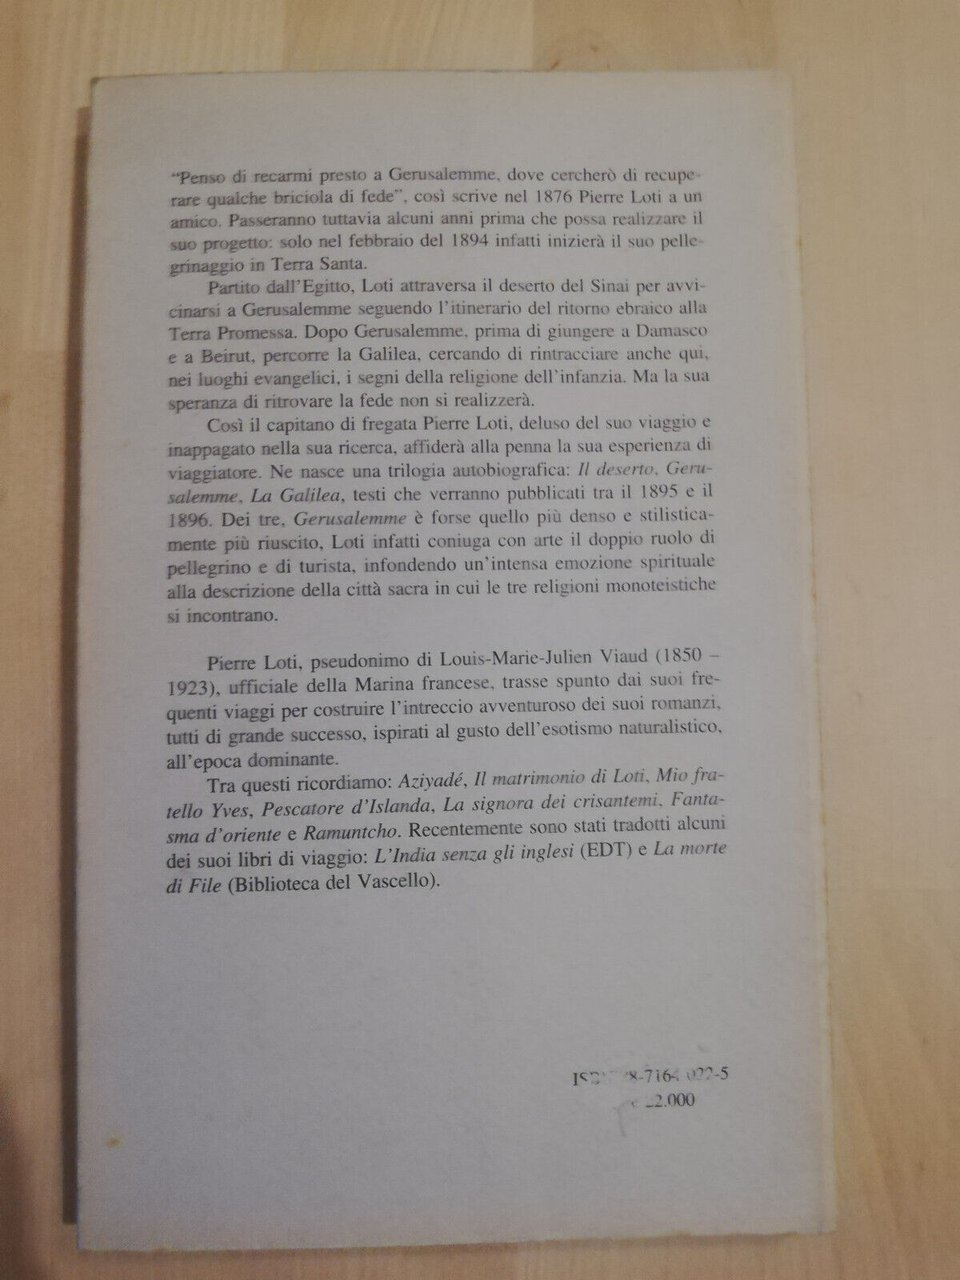 “Penso di recarmi presto a Gerusalemme, dove cercherò di recupe-
rare qualche briciola di fede”, così scrive nel 1876 Pierre Loti a un
amico. Passeranno tuttavia alcuni anni prima che possa realizzare il
suo progetto: solo nel febbraio del 1894 infatti inizierà il suo pelle-
grinaggio in Terra Santa.
Partito dall’Egitto, Loti attraversa il deserto del Sinai per avvi-
cinarsi a Gerusalemme seguendo l’itinerario del ritorno ebraico alla
Terra Promessa. Dopo Gerusalemme, prima di giungere a Damasco
e a Beirut, percorre la Galilea, cercando di rintracciare anche qui,
nei luoghi evangelici, i segni della religione dell’infanzia. Ma la sua
speranza di ritrovare la fede non si realizzerà.
Così il capitano di fregata Pierre Loti, deluso del suo viaggio e
inappagato nella sua ricerca, affiderà alla penna la sua esperienza di
viaggiatore. Ne nasce una trilogia autobiografica: Il deserto, Geru-
salemme, La Galilea, testi che verranno pubblicati tra il 1895 e il
1896. Dei tre, Gerusalemme è forse quello più denso e stilistica-
mente più riuscito, Loti infatti coniuga con arte il doppio ruolo di
pellegrino e di turista, infondendo un’intensa emozione spirituale
alla descrizione della città sacra in cui le tre religioni monoteistiche
si incontrano.
Pierre Loti, pseudonimo di Louis-Marie-Julien Viaud (1850 –
1923), ufficiale della Marina francese, trasse spunto dai suoi fre-
quenti viaggi per costruire l’intreccio avventuroso dei suoi romanzi,
tutti di grande successo, ispirati al gusto dell’esotismo naturalistico,
all’epoca dominante.
Tra questi ricordiamo: Aziyadé, Il matrimonio di Loti, Mio fra-
tello Yves, Pescatore d’Islanda, La signora dei crisantemi, Fanta-
sma d’oriente e Ramuntcho. Recentemente sono stati tradotti alcuni
dei suoi libri di viaggio: L’India senza gli inglesi (EDT) e La morte
di File (Biblioteca del Vascello).